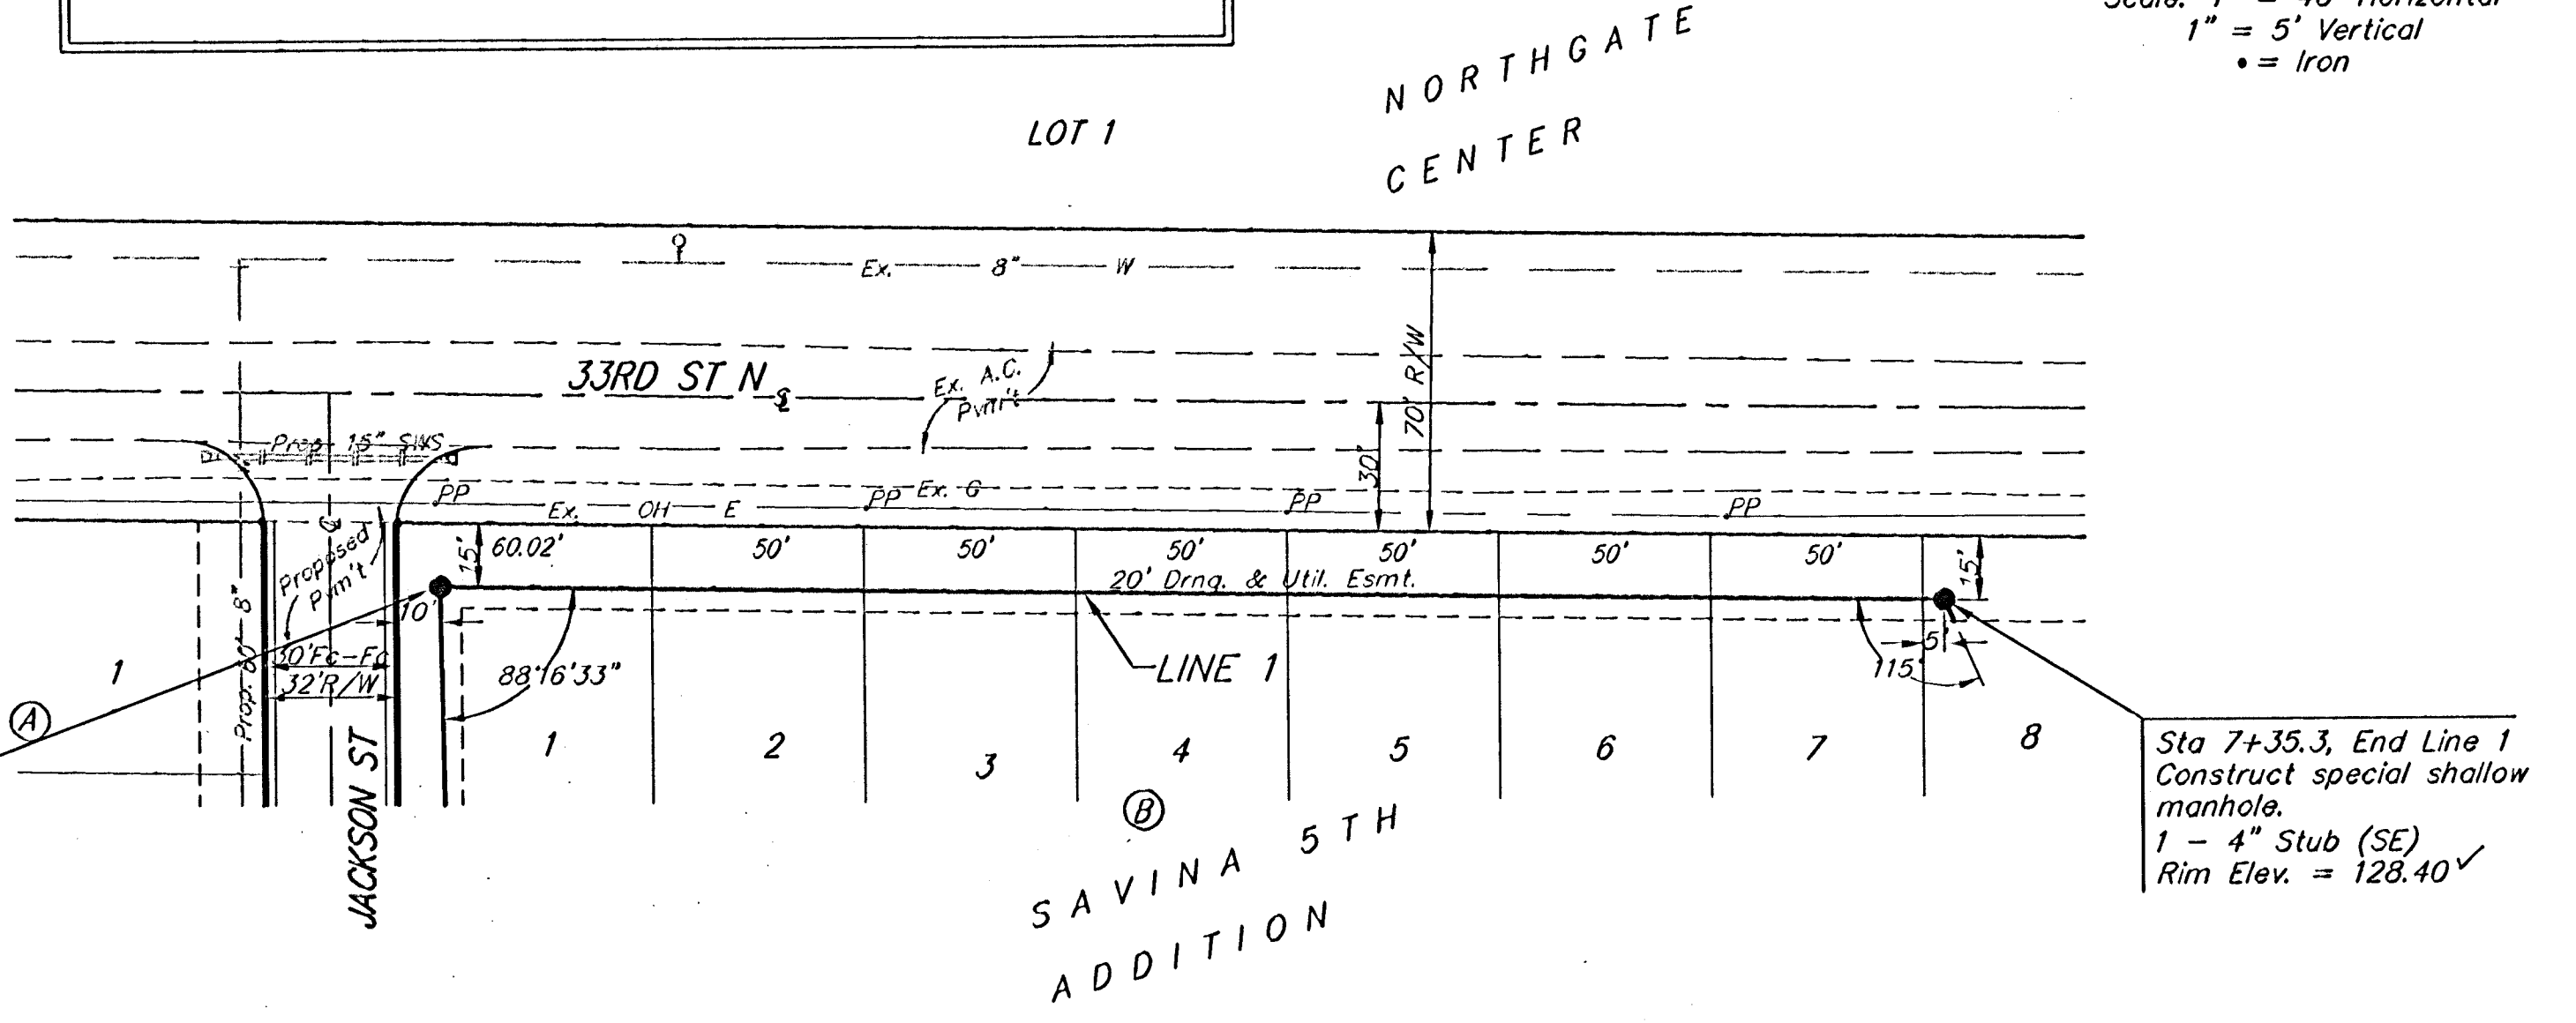 1" = 5' Vertical
• = Iron
NORTHGATE
CENTER
LOT 1
Ex. 8" W
33RD ST N
Ex. A.C.
Pvm't
70' R/W
30'
Prop 15" SWS
PP
PP
Ex. G
PP
PP
Ex. OH E
Proposed
Pvm't
15'
60.02'
50'
50'
50'
50'
50'
50'
15'
20' Drng. & Util. Esmt.
10'
5'
Prop. 60' 8"
30'Fc-Fc
32'R/W
88°16'33"
LINE 1
115°
A
1
1
2
3
4
5
6
7
8
JACKSON ST
B
SAVINA 5TH
ADDITION
Sta 7+35.3, End Line 1
Construct special shallow
manhole.
1 - 4" Stub (SE)
Rim Elev. = 128.40 ✓